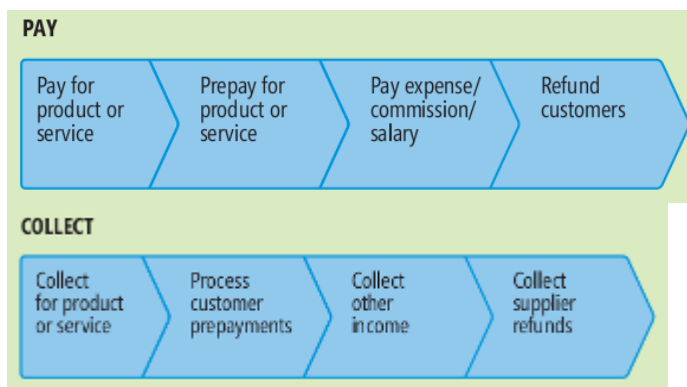 PAY
Pay for
product or
service
Prepay for
product or
service
Pay expense/
commission/
salary
Refund
customers
COLLECT
Collect
for product
or service
Process
customer
prepayments
Collect
other
income
Collect
supplier
refunds